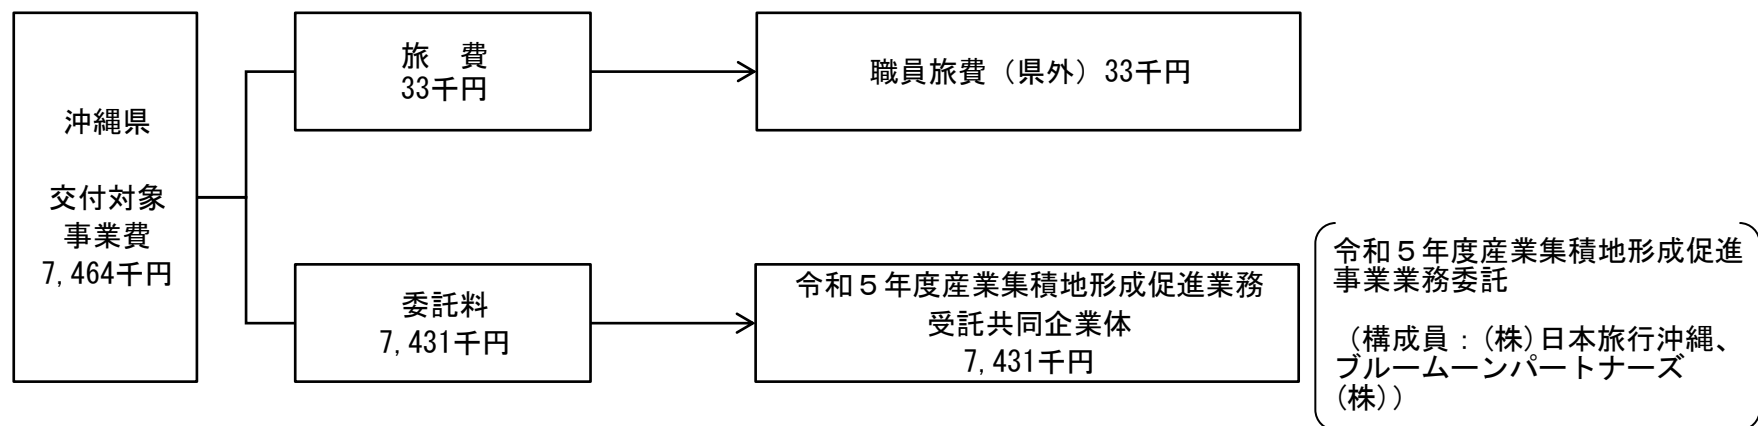 沖縄県
交付対象
事業費
7,464千円
旅　費
33千円
職員旅費（県外）33千円
委託料
7,431千円
令和５年度産業集積地形成促進業務
受託共同企業体
7,431千円
令和５年度産業集積地形成促進
事業業務委託
（構成員：(株)日本旅行沖縄、
ブルームーンパートナーズ
(株)）